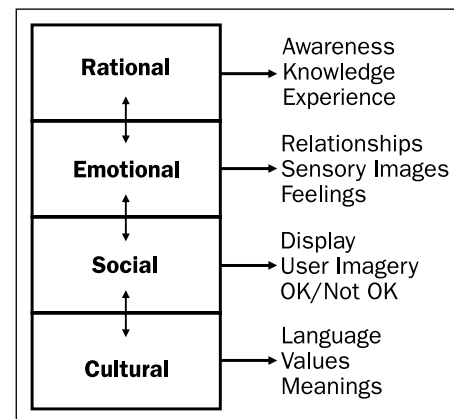 Rational
Awareness
Knowledge
Experience
Emotional
Relationships
Sensory Images
Feelings
Social
Display
User Imagery
OK/Not OK
Cultural
Language
Values
Meanings